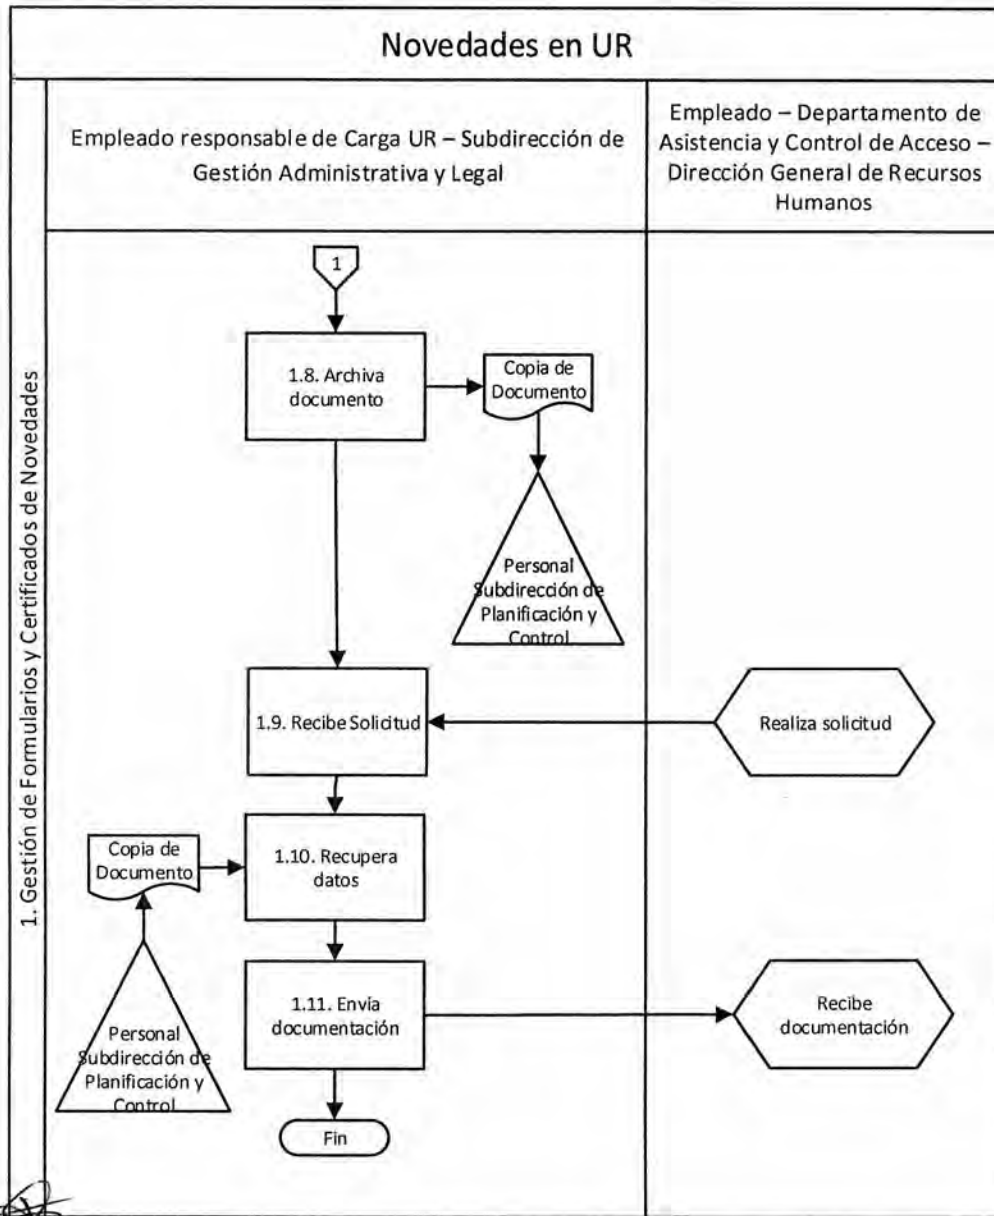 Novedades en UR
Empleado responsable de Carga UR – Subdirección de
Gestión Administrativa y Legal
Empleado – Departamento de
Asistencia y Control de Acceso –
Dirección General de Recursos
Humanos
1. Gestión de Formularios y Certificados de Novedades
1
1.8. Archiva
documento
Copia de
Documento
Personal
Subdirección de
Planificación y
Control
1.9. Recibe Solicitud
Realiza solicitud
Copia de
Documento
1.10. Recupera
datos
Personal
Subdirección de
Planificación y
Control
1.11. Envía
documentación
Recibe
documentación
Fin